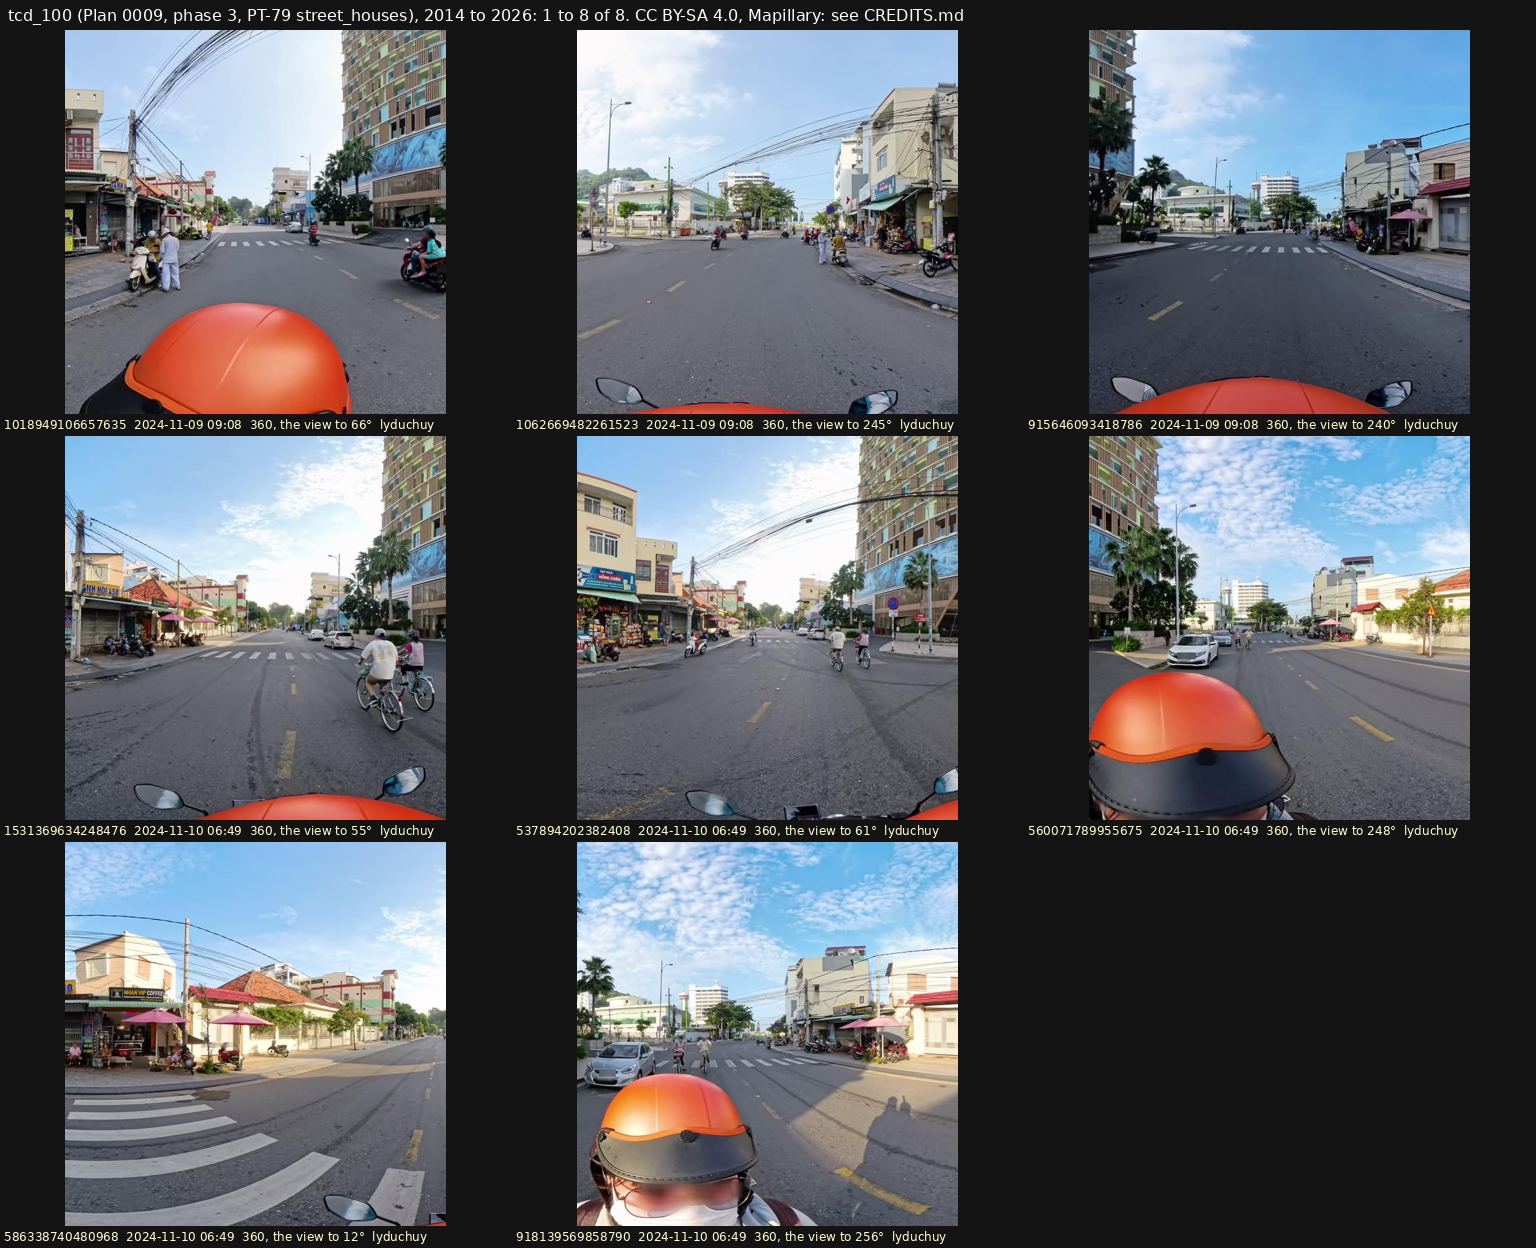 tcd_100 (Plan 0009, phase 3, PT-79 street_houses), 2014 to 2026: 1 to 8 of 8. CC BY-SA 4.0, Mapillary: see CREDITS.md
1018949106657635 2024-11-09 09:08 360, the view to 66° lyduchuy
1062669482261523 2024-11-09 09:08 360, the view to 245° lyduchuy
915646093418786 2024-11-09 09:08 360, the view to 240° lyduchuy
TẠP HÓA
HỒNG CHIÊN
1531369634248476 2024-11-10 06:49 360, the view to 55° lyduchuy
537894202382408 2024-11-10 06:49 360, the view to 61° lyduchuy
560071789955675 2024-11-10 06:49 360, the view to 248° lyduchuy
COFFEE
586338740480968 2024-11-10 06:49 360, the view to 12° lyduchuy
918139569858790 2024-11-10 06:49 360, the view to 256° lyduchuy